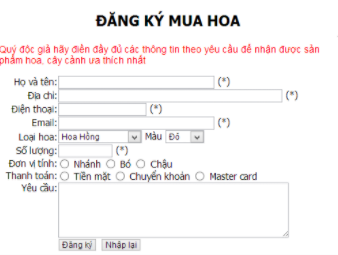 ĐĂNG KÝ MUA HOA
Quý độc giả hãy điền đầy đủ các thông tin theo yêu cầu để nhận được sản
phẩm hoa, cây cảnh ưa thích nhất
Họ và tên: (*)
Địa chỉ: (*)
Điện thoại: (*)
Email: (*)
Loại hoa: Hoa Hồng Màu Đỏ
Số lượng: (*)
Đơn vị tính: Nhánh Bó Chậu
Thanh toán: Tiền mặt Chuyển khoản Master card
Yêu cầu:
Đăng ký Nhập lại